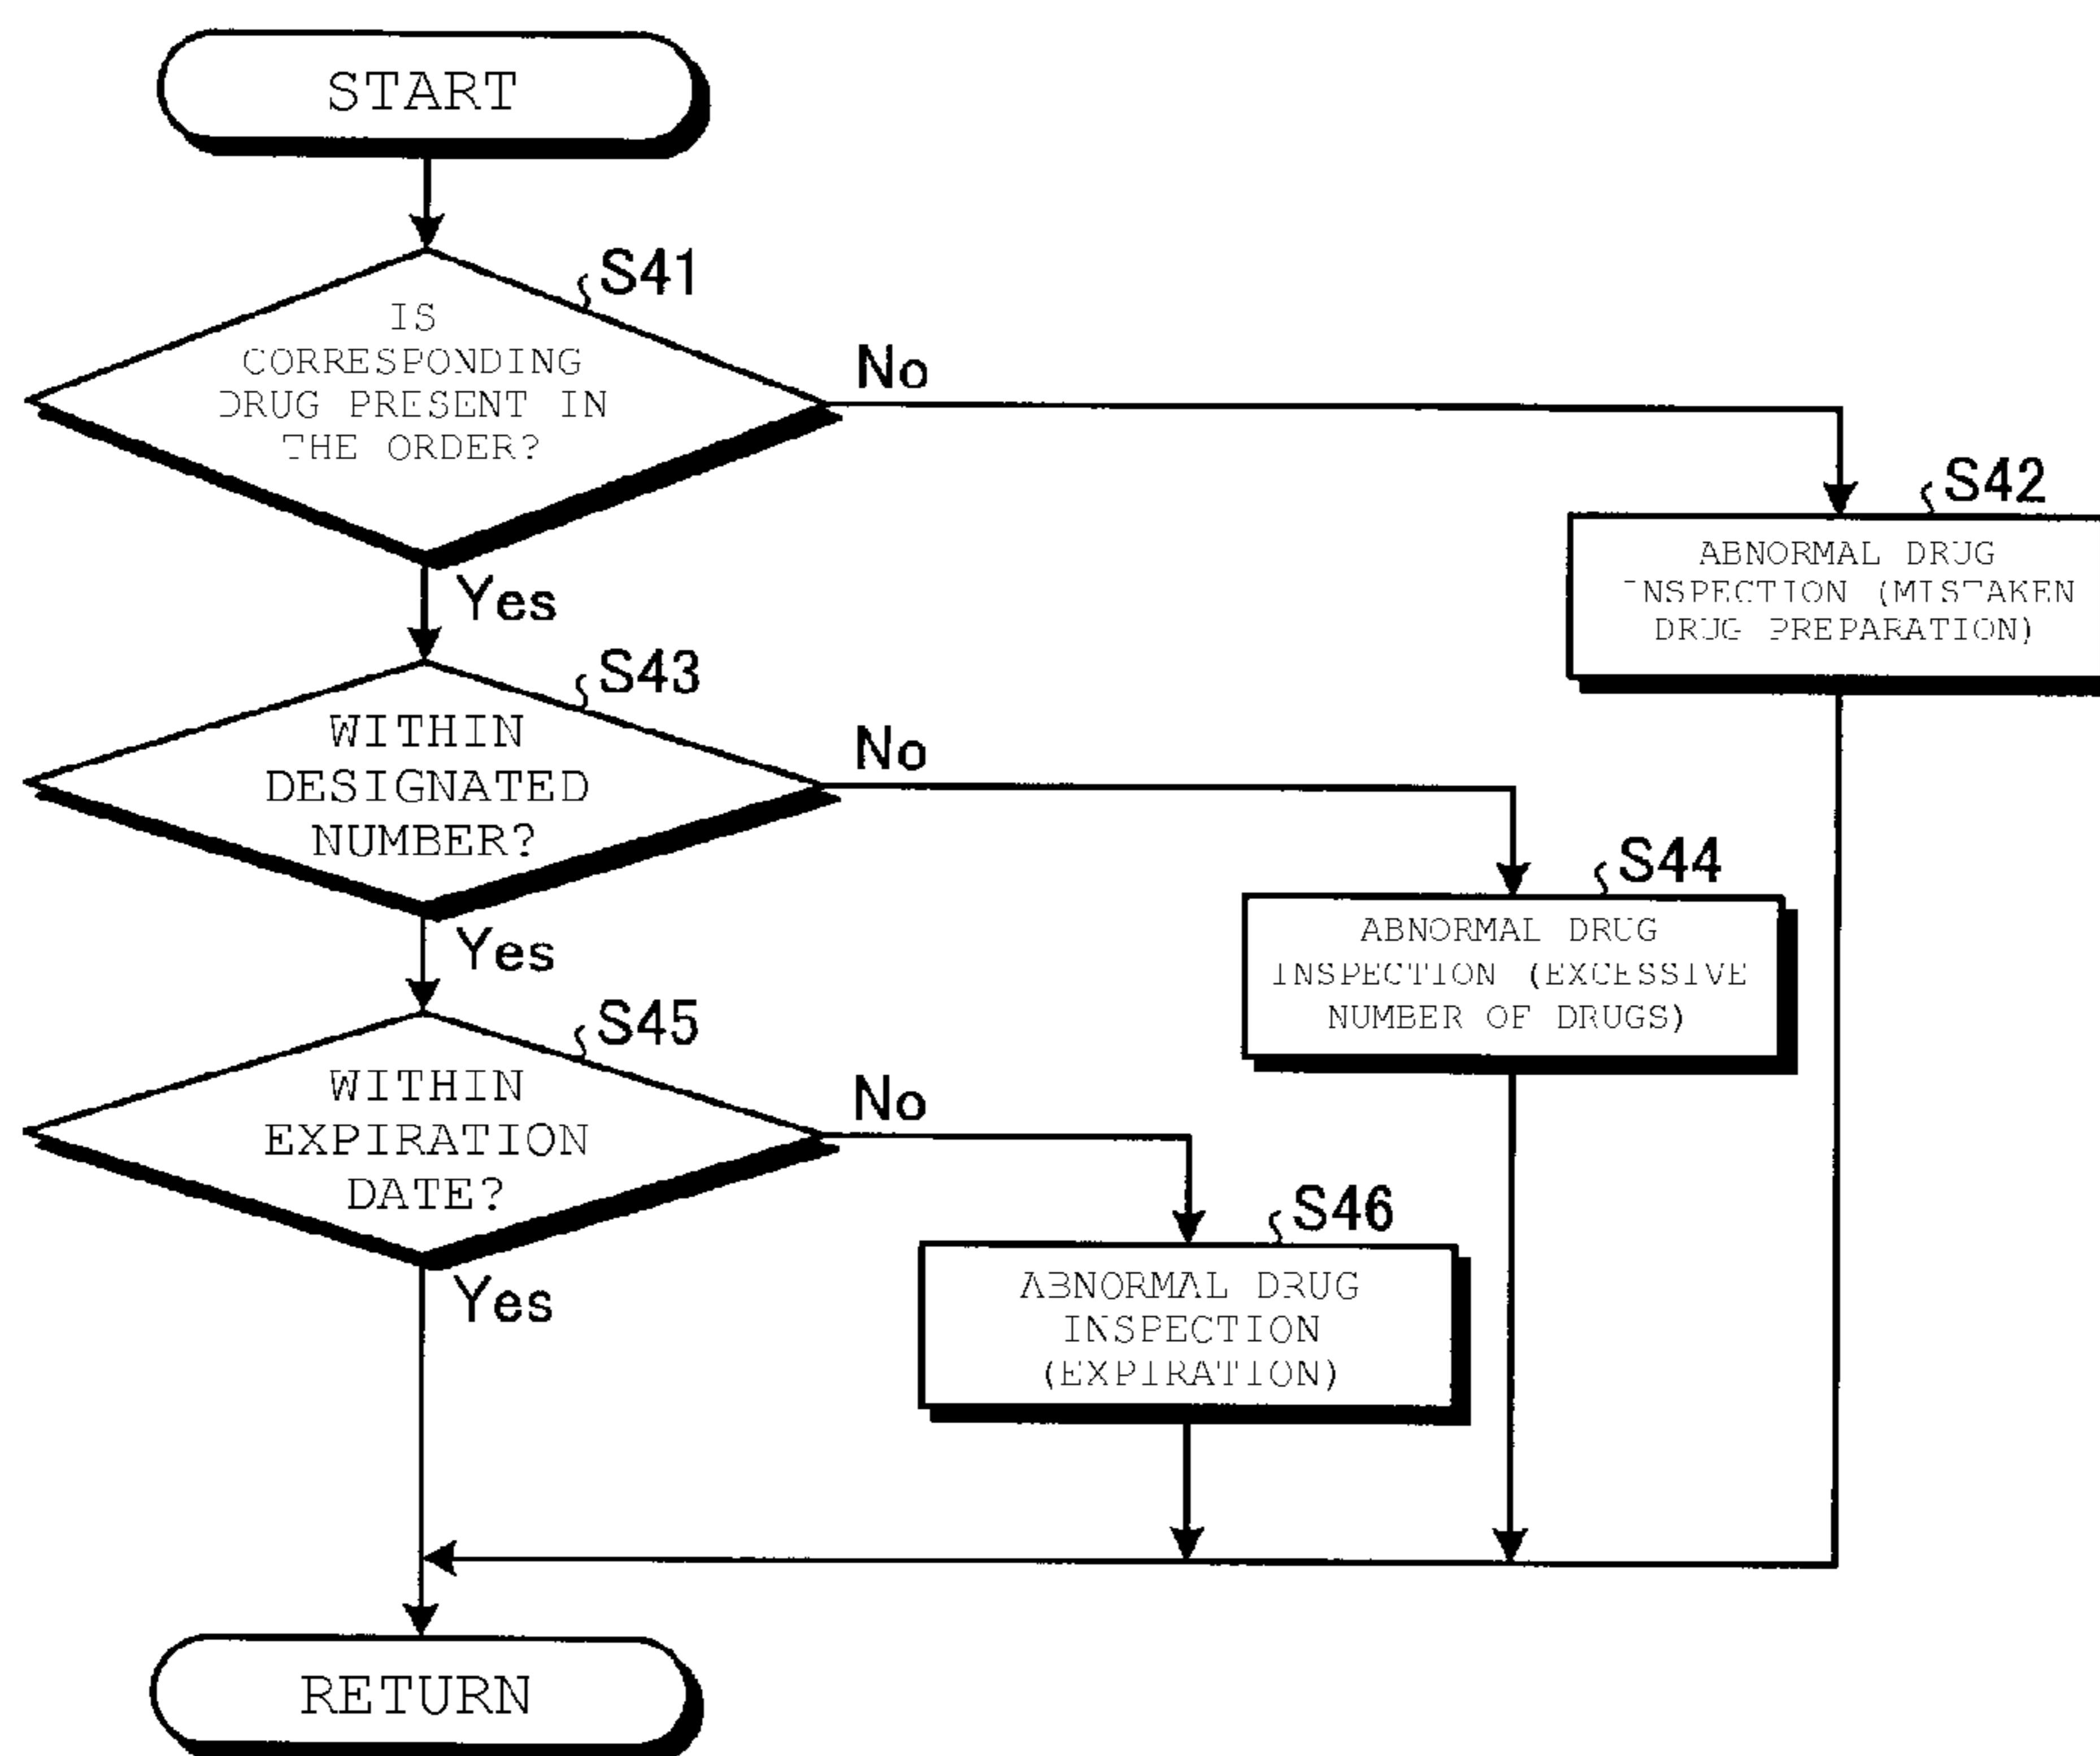 START
S41
IS
CORRESPONDING
DRUG PRESENT IN
THE ORDER?
No
S42
ABNORMAL DRUG
INSPECTION (MISTAKEN
DRUG PREPARATION)
Yes
S43
WITHIN
DESIGNATED
NUMBER?
No
S44
ABNORMAL DRUG
INSPECTION (EXCESSIVE
NUMBER OF DRUGS)
Yes
S45
WITHIN
EXPIRATION
DATE?
No
S46
ABNORMAL DRUG
INSPECTION
(EXPIRATION)
Yes
RETURN